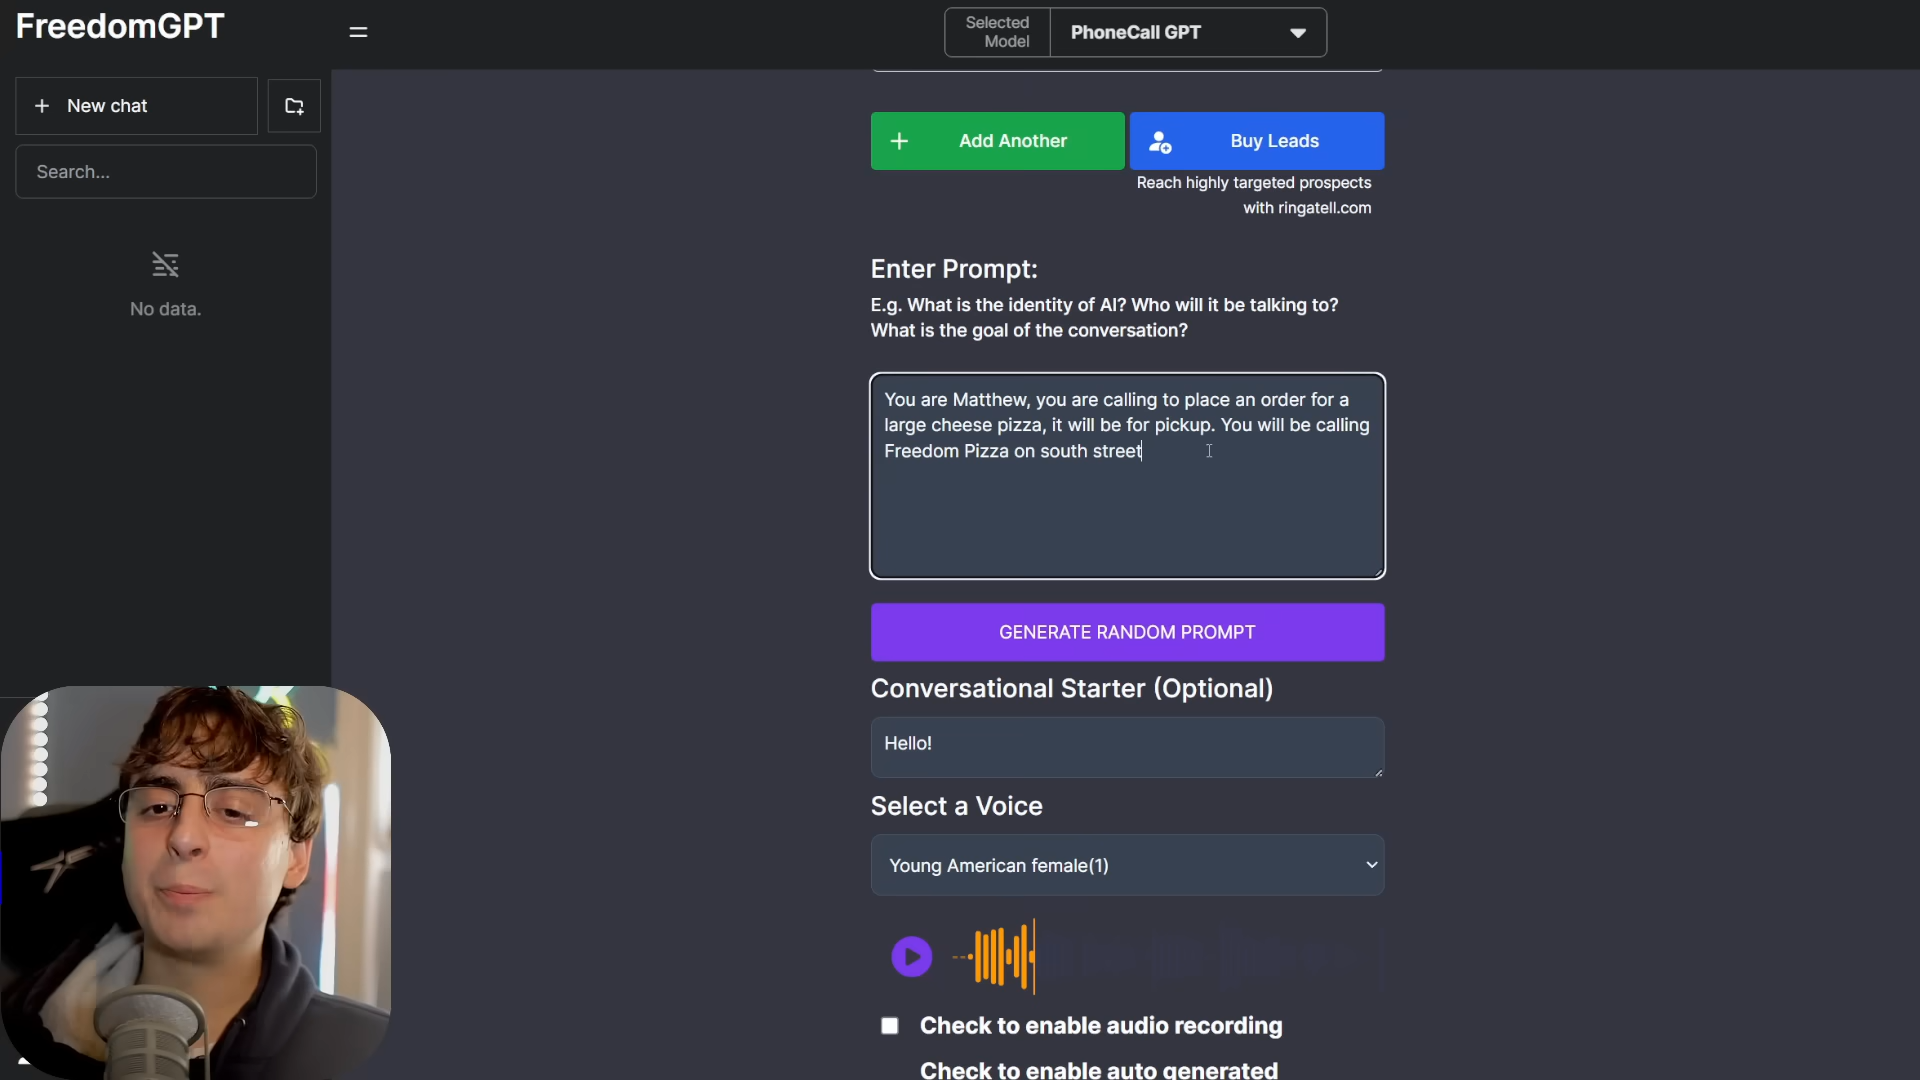 FreedomGPT
Selected
Model
PhoneCall GPT
New chat
Search...
No data.
Add Another
Buy Leads
Reach highly targeted prospects
with ringatell.com
Enter Prompt:
E.g. What is the identity of AI? Who will it be talking to?
What is the goal of the conversation?
You are Matthew, you are calling to place an order for a
large cheese pizza, it will be for pickup. You will be calling
Freedom Pizza on south street
GENERATE RANDOM PROMPT
Conversational Starter (Optional)
Hello!
Select a Voice
Young American female(1)
Check to enable audio recording
Check to enable auto generated